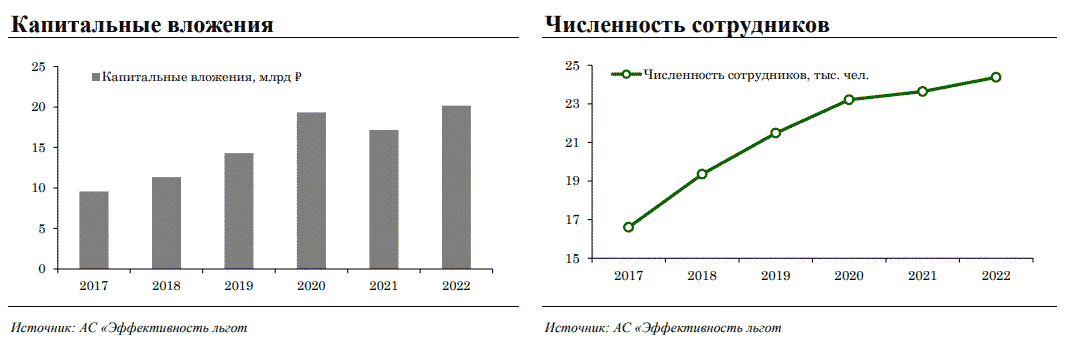 Капитальные вложения
Капитальные вложения, млрд ₽
25
20
15
10
5
0
2017 2018 2019 2020 2021 2022
Источник: АС «Эффективность льгот
Численность сотрудников
Численность сотрудников, тыс. чел.
25
23
21
19
17
15
2017 2018 2019 2020 2021 2022
Источник: АС «Эффективность льгот